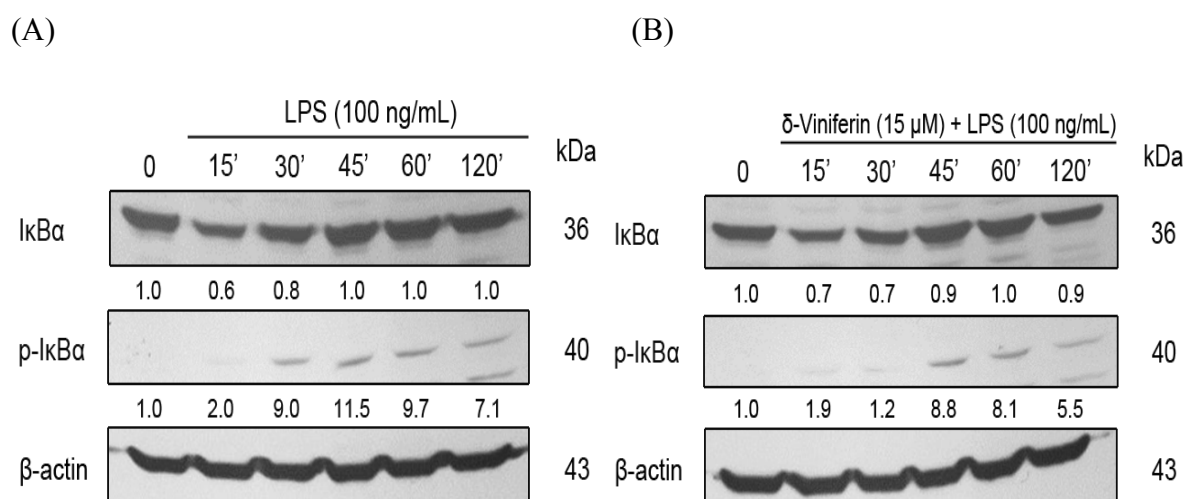 (A)
LPS (100 ng/mL)
kDa
0 15’ 30’ 45’ 60’ 120’
IκBα 36
1.0 0.6 0.8 1.0 1.0 1.0
p-IκBα 40
1.0 2.0 9.0 11.5 9.7 7.1
β-actin 43
(B)
δ-Viniferin (15 μM) + LPS (100 ng/mL)
kDa
0 15’ 30’ 45’ 60’ 120’
IκBα 36
1.0 0.7 0.7 0.9 1.0 0.9
p-IκBα 40
1.0 1.9 1.2 8.8 8.1 5.5
β-actin 43